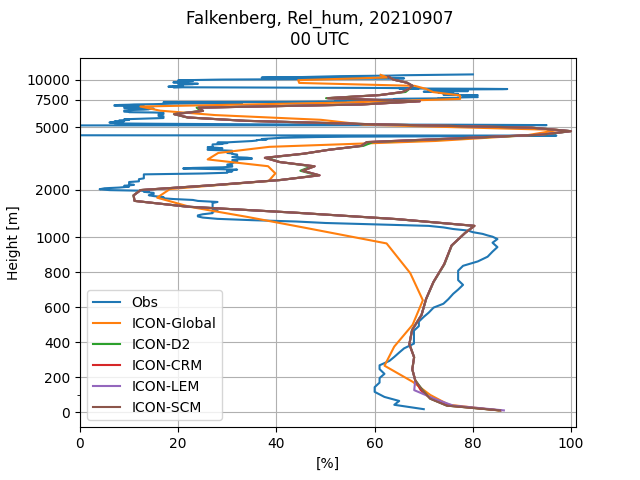 Falkenberg, Rel_hum, 20210907
00 UTC
Height [m]
10000
7500
5000
2000
1000
800
600
400
200
0
Obs
ICON-Global
ICON-D2
ICON-CRM
ICON-LEM
ICON-SCM
0 20 40 60 80 100
[%]